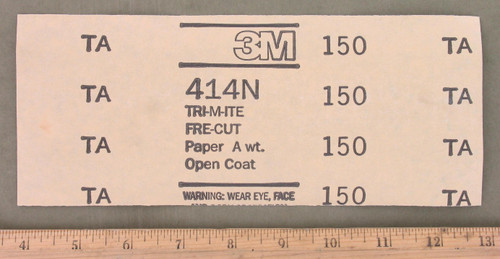 TA 3M 150 TA
TA 414N 150 TA
TRI-M-ITE
FRE-CUT
TA Paper A wt. 150 TA
Open Coat
TA WARNING: WEAR EYE, FACE 150 TA
4 5 6 7 8 9 10 11 12 13